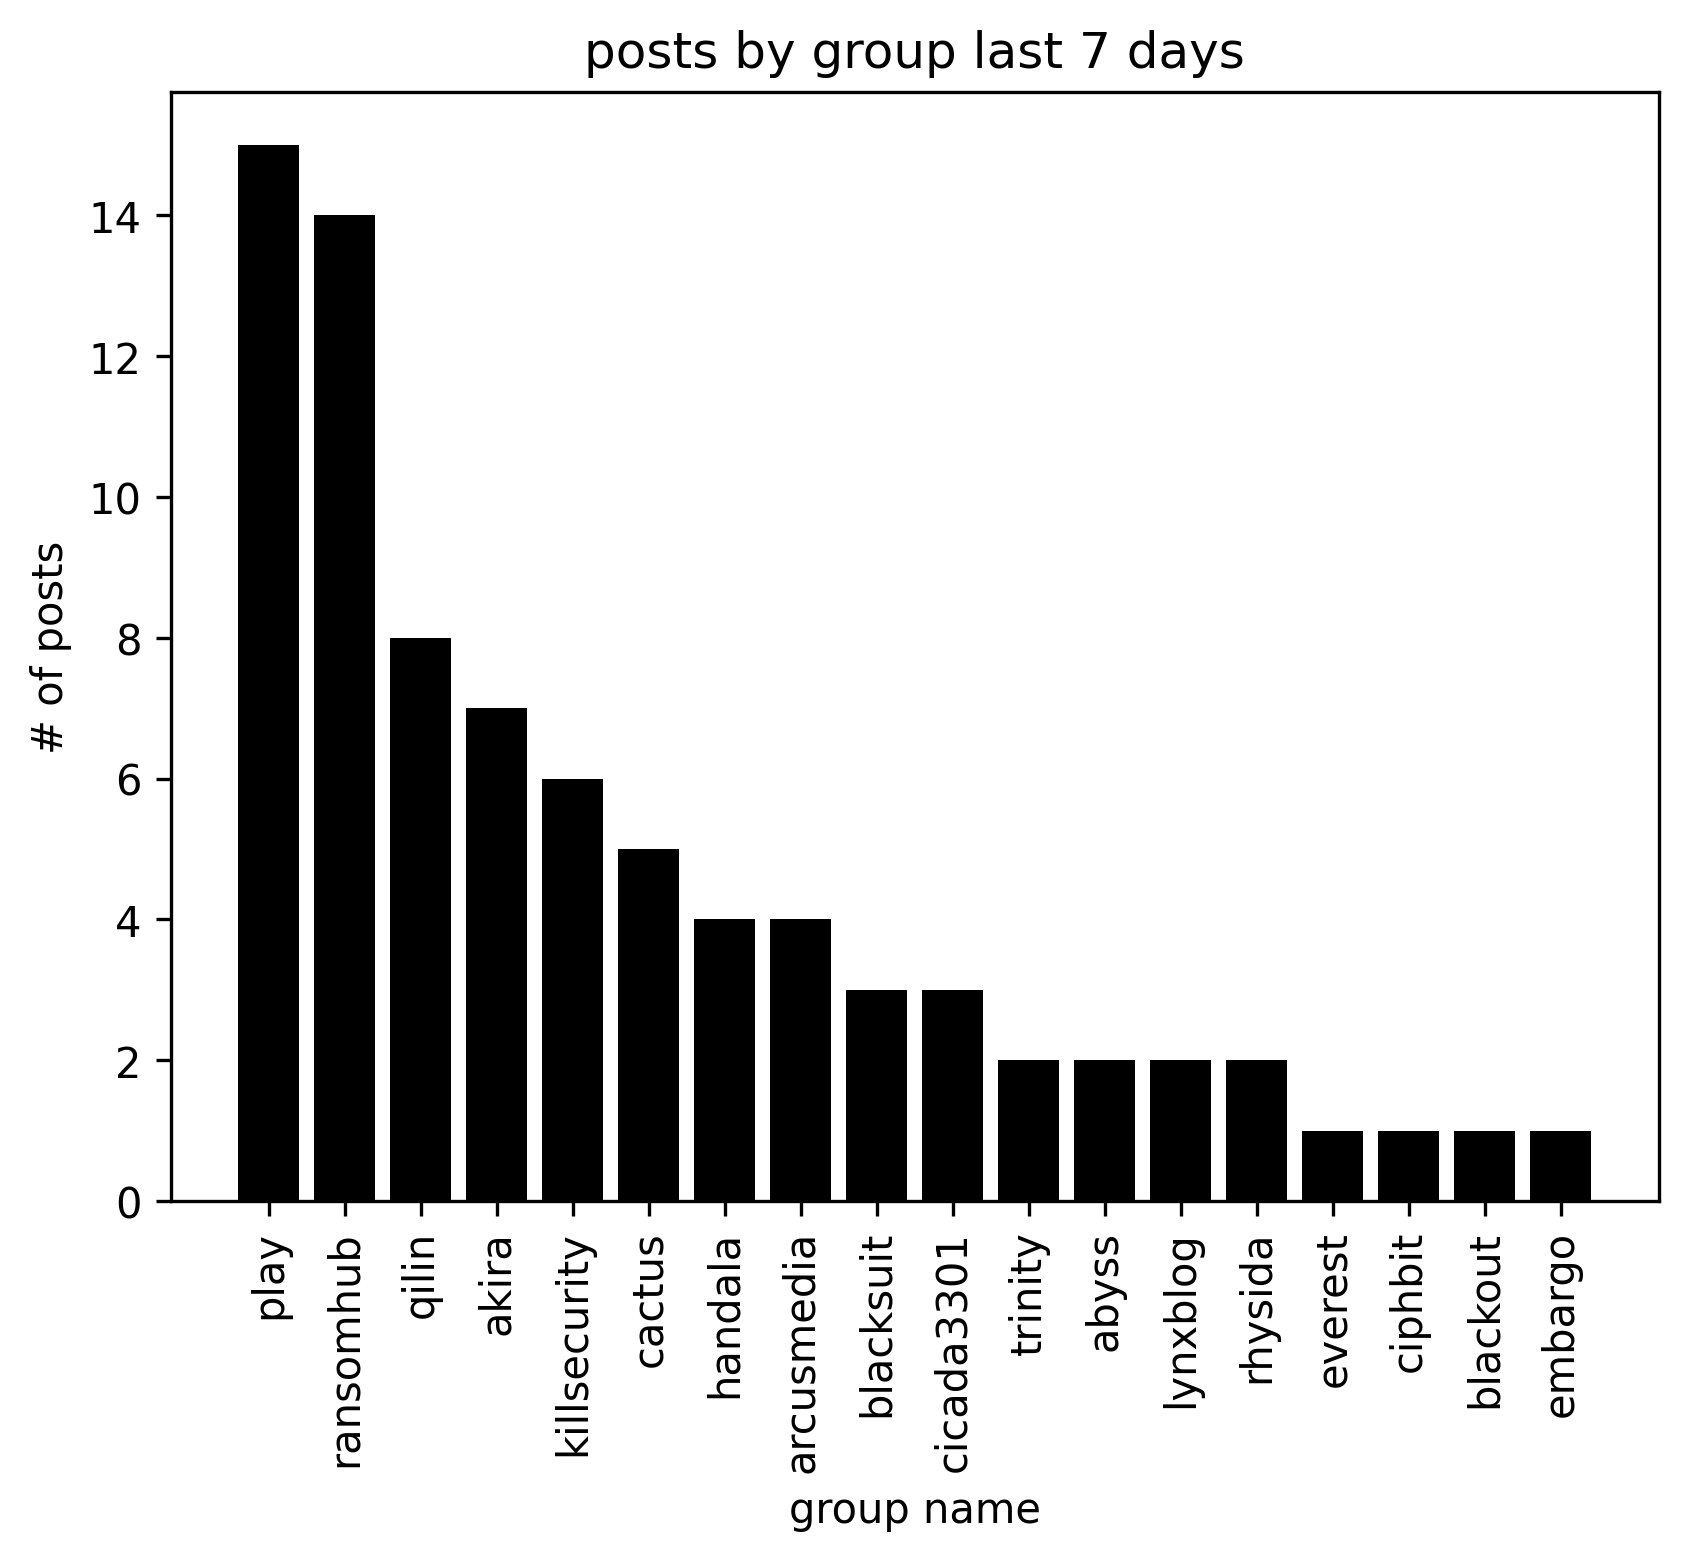 posts by group last 7 days
# of posts
14
12
10
8
6
4
2
0
play
ransomhub
qilin
akira
killsecurity
cactus
handala
arcusmedia
blacksuit
cicada3301
trinity
abyss
lynxblog
rhysida
everest
ciphbit
blackout
embargo
group name